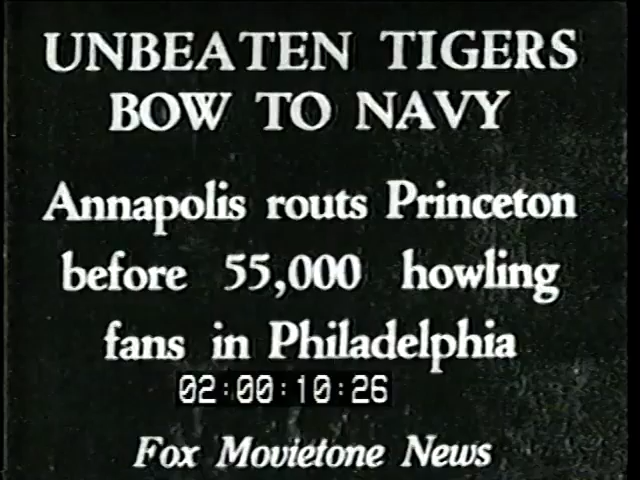 UNBEATEN TIGERS
BOW TO NAVY
Annapolis routs Princeton
before 55,000 howling
fans in Philadelphia
02:00:10:26
Fox Movietone News